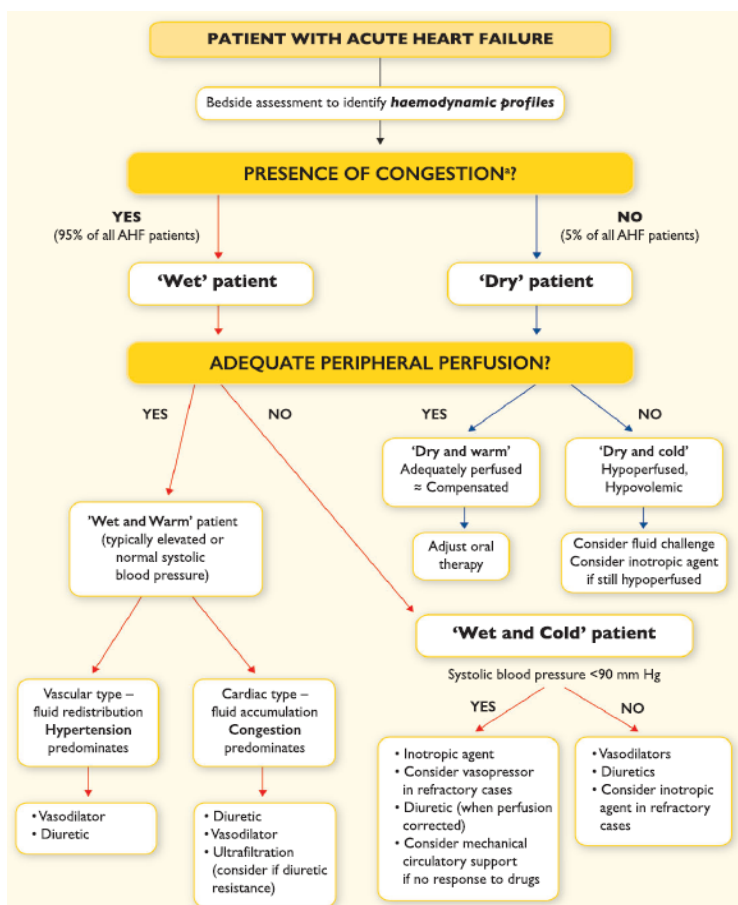 PATIENT WITH ACUTE HEART FAILURE
Bedside assessment to identify haemodynamic profiles
PRESENCE OF CONGESTIONª?
YES
(95% of all AHF patients)
NO
(5% of all AHF patients)
‘Wet’ patient
‘Dry’ patient
ADEQUATE PERIPHERAL PERFUSION?
YES
NO
YES
NO
‘Dry and warm’
Adequately perfused
≈ Compensated
‘Dry and cold’
Hypoperfused,
Hypovolemic
'Wet and Warm’ patient
(typically elevated or
normal systolic
blood pressure)
Adjust oral
therapy
Consider fluid challenge
Consider inotropic agent
if still hypoperfused
‘Wet and Cold’ patient
Systolic blood pressure <90 mm Hg
Vascular type –
fluid redistribution
Hypertension
predominates
Cardiac type –
fluid accumulation
Congestion
predominates
YES
NO
• Vasodilator
• Diuretic
• Diuretic
• Vasodilator
• Ultrafiltration
(consider if diuretic
resistance)
• Inotropic agent
• Consider vasopressor
in refractory cases
• Diuretic (when perfusion
corrected)
• Consider mechanical
circulatory support
if no response to drugs
• Vasodilators
• Diuretics
• Consider inotropic
agent in refractory
cases